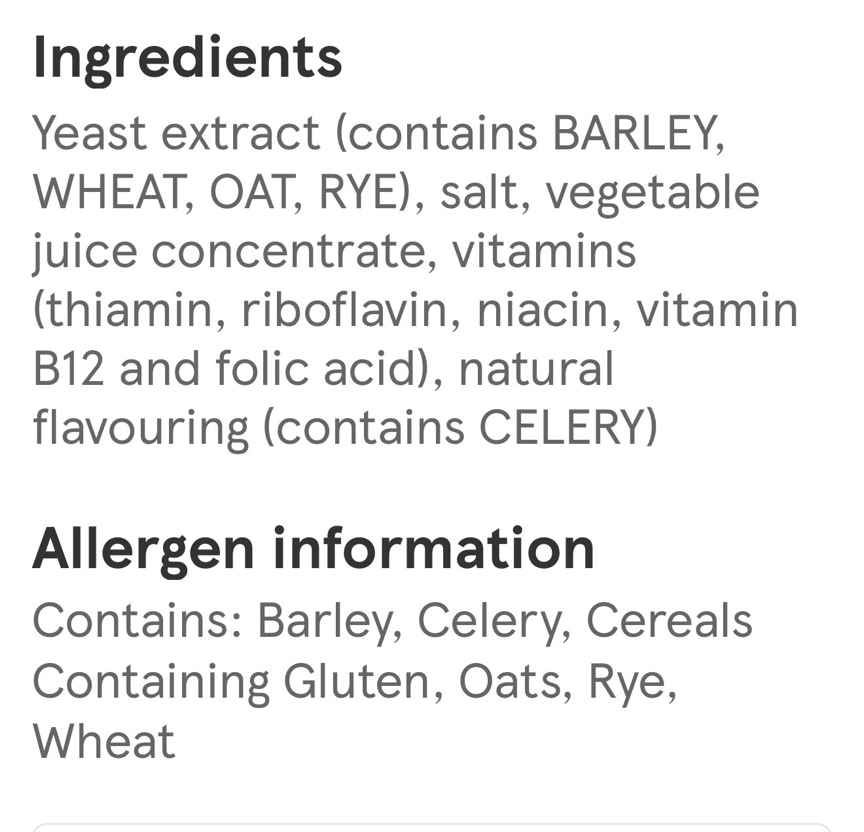 Ingredients
Yeast extract (contains BARLEY,
WHEAT, OAT, RYE), salt, vegetable
juice concentrate, vitamins
(thiamin, riboflavin, niacin, vitamin
B12 and folic acid), natural
flavouring (contains CELERY)
Allergen information
Contains: Barley, Celery, Cereals
Containing Gluten, Oats, Rye,
Wheat